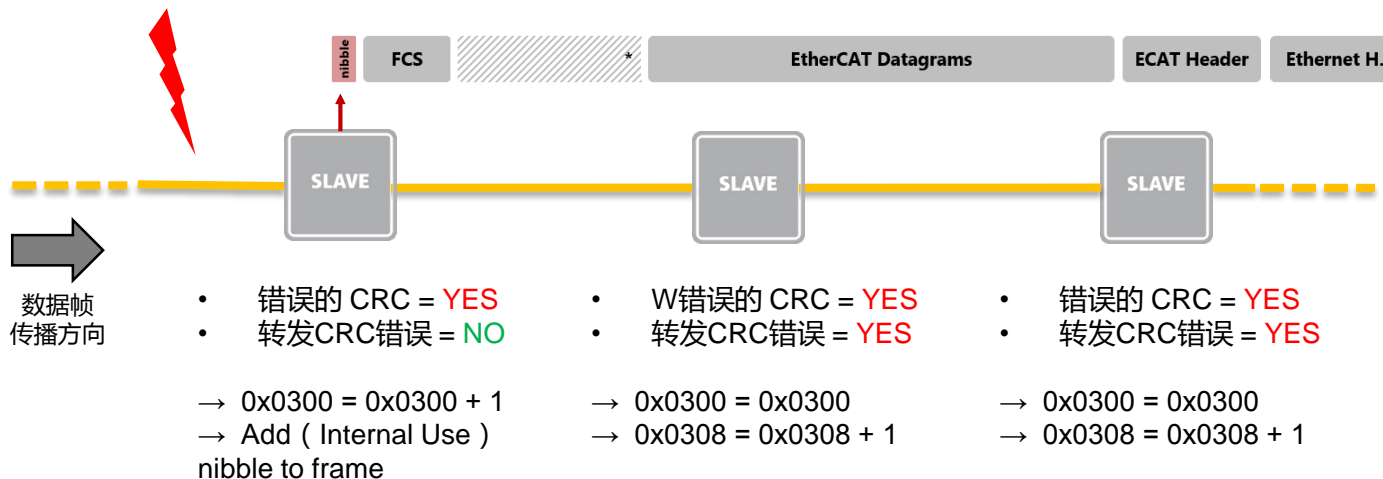 nibble
FCS
*
EtherCAT Datagrams
ECAT Header
Ethernet H.
SLAVE
SLAVE
SLAVE
数据帧
传播方向
• 错误的 CRC = YES
• 转发CRC错误 = NO
→ 0x0300 = 0x0300 + 1
→ Add（Internal Use）
nibble to frame
• W错误的 CRC = YES
• 转发CRC错误 = YES
→ 0x0300 = 0x0300
→ 0x0308 = 0x0308 + 1
• 错误的 CRC = YES
• 转发CRC错误 = YES
→ 0x0300 = 0x0300
→ 0x0308 = 0x0308 + 1